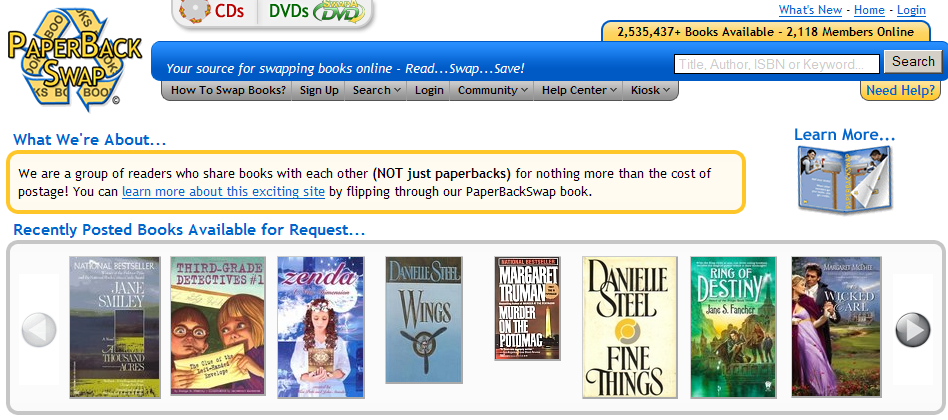 CDs
DVDs
SWAP A DVD
What's New - Home - Login
2,535,437+ Books Available - 2,118 Members Online
PAPERBACK
SWAP
BOO
BOOKS
BOO
©
Your source for swapping books online - Read...Swap...Save!
Title, Author, ISBN or Keyword...
Search
How To Swap Books?
Sign Up
Search
Login
Community
Help Center
Kiosk
Need Help?
What We're About...
We are a group of readers who share books with each other (NOT just paperbacks) for nothing more than the cost of
postage! You can learn more about this exciting site by flipping through our PaperBackSwap book.
Learn More...
Recently Posted Books Available for Request...
NATIONAL BESTSELLER
JANE
SMILEY
A
THOUSAND
ACRES
THIRD-GRADE
DETECTIVES #1
The Clue of the
Left-Handed
Envelope
zenda
DANIELLE STEEL
WINGS
NATIONAL BESTSELLER
MARGARET
TRUMAN
MURDER
ON THE
POTOMAC
DANIELLE
STEEL
FINE
THINGS
RING OF
DESTINY
Jane S. Fancher
MARGARET MCPHEE
WICKED
EARL